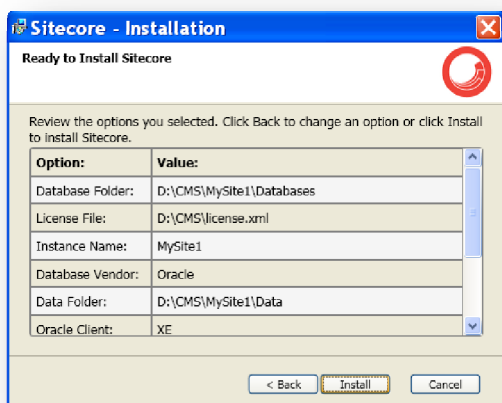 Sitecore - Installation
Ready to Install Sitecore
Review the options you selected. Click Back to change an option or click Install
to install Sitecore.
Option: Value:
Database Folder: D:\CMS\MySite1\Databases
License File: D:\CMS\license.xml
Instance Name: MySite1
Database Vendor: Oracle
Data Folder: D:\CMS\MySite1\Data
Oracle Client: XE
< Back Install Cancel